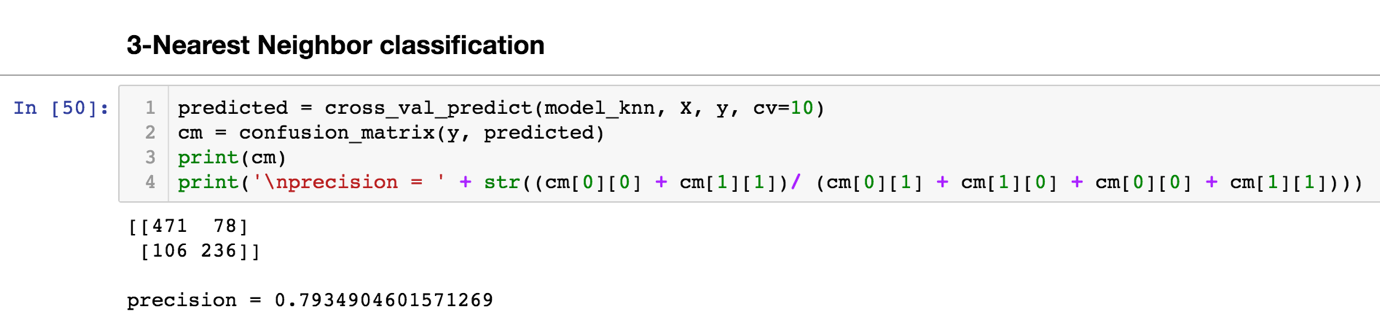 3-Nearest Neighbor classification
In [50]:
1 predicted = cross_val_predict(model_knn, X, y, cv=10)
2 cm = confusion_matrix(y, predicted)
3 print(cm)
4 print('\nprecision = ' + str((cm[0][0] + cm[1][1])/ (cm[0][1] + cm[1][0] + cm[0][0] + cm[1][1])))
[[471  78]
 [106 236]]
precision = 0.7934904601571269